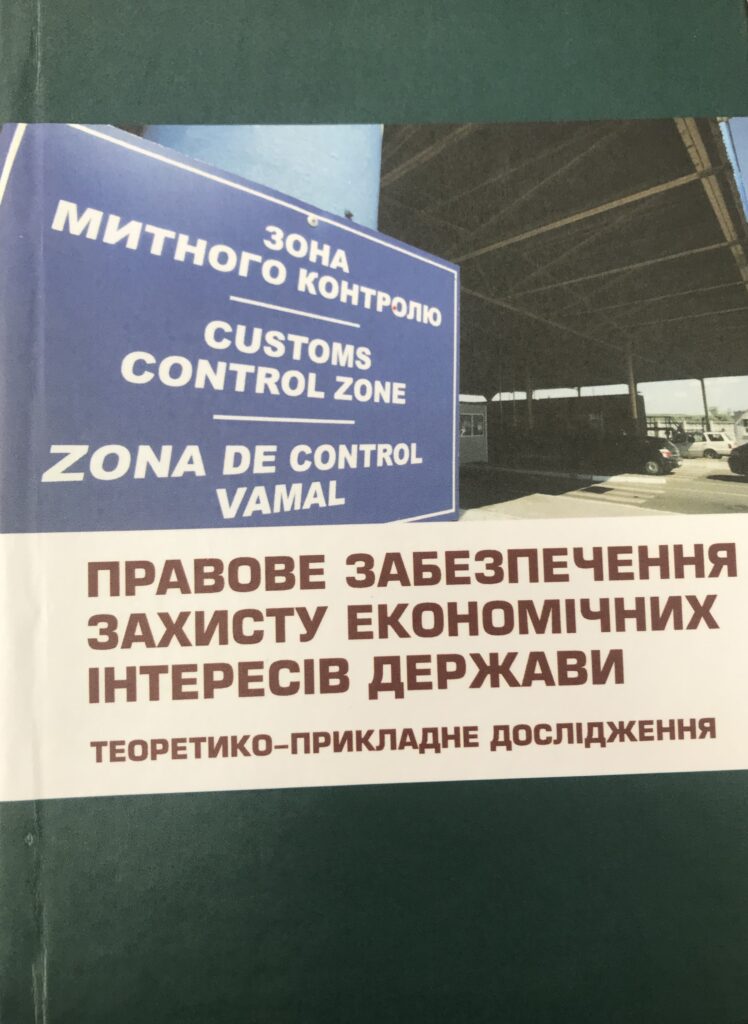 ЗОНА
МИТНОГО КОНТРОЛЮ
CUSTOMS
CONTROL ZONE
ZONA DE CONTROL
VAMAL
ПРАВОВЕ ЗАБЕЗПЕЧЕННЯ
ЗАХИСТУ ЕКОНОМІЧНИХ
ІНТЕРЕСІВ ДЕРЖАВИ
ТЕОРЕТИКО-ПРИКЛАДНЕ ДОСЛІДЖЕННЯ